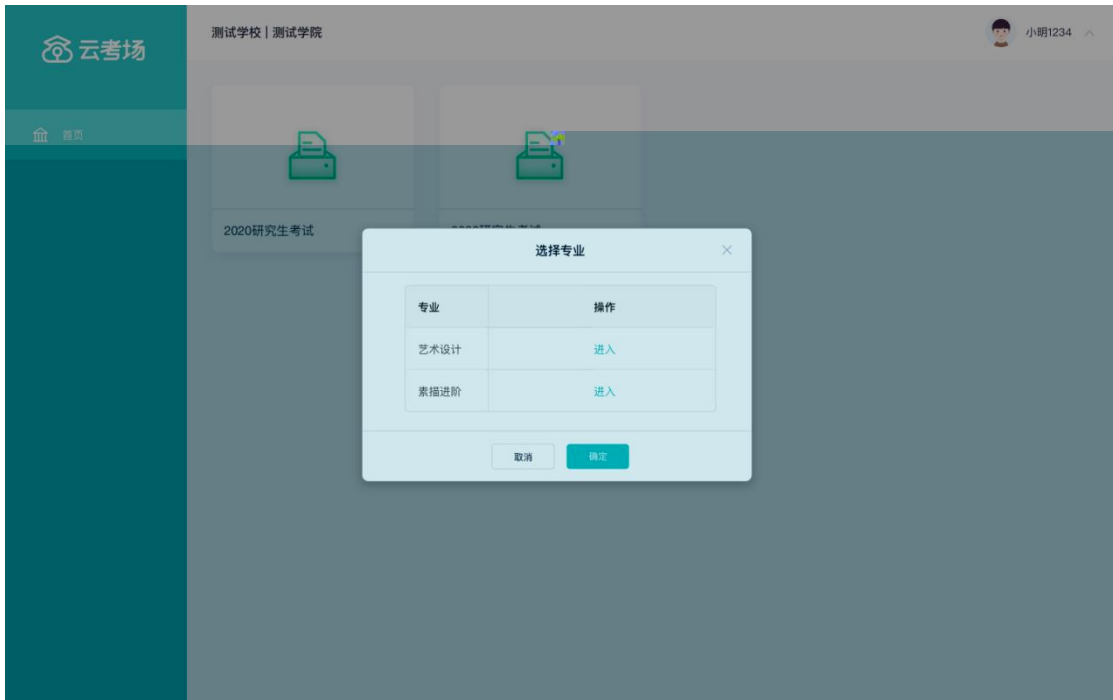 云考场
测试学校 | 测试学院
小明1234
首页
2020研究生考试
选择专业
专业 操作
艺术设计 进入
素描进阶 进入
取消 确定